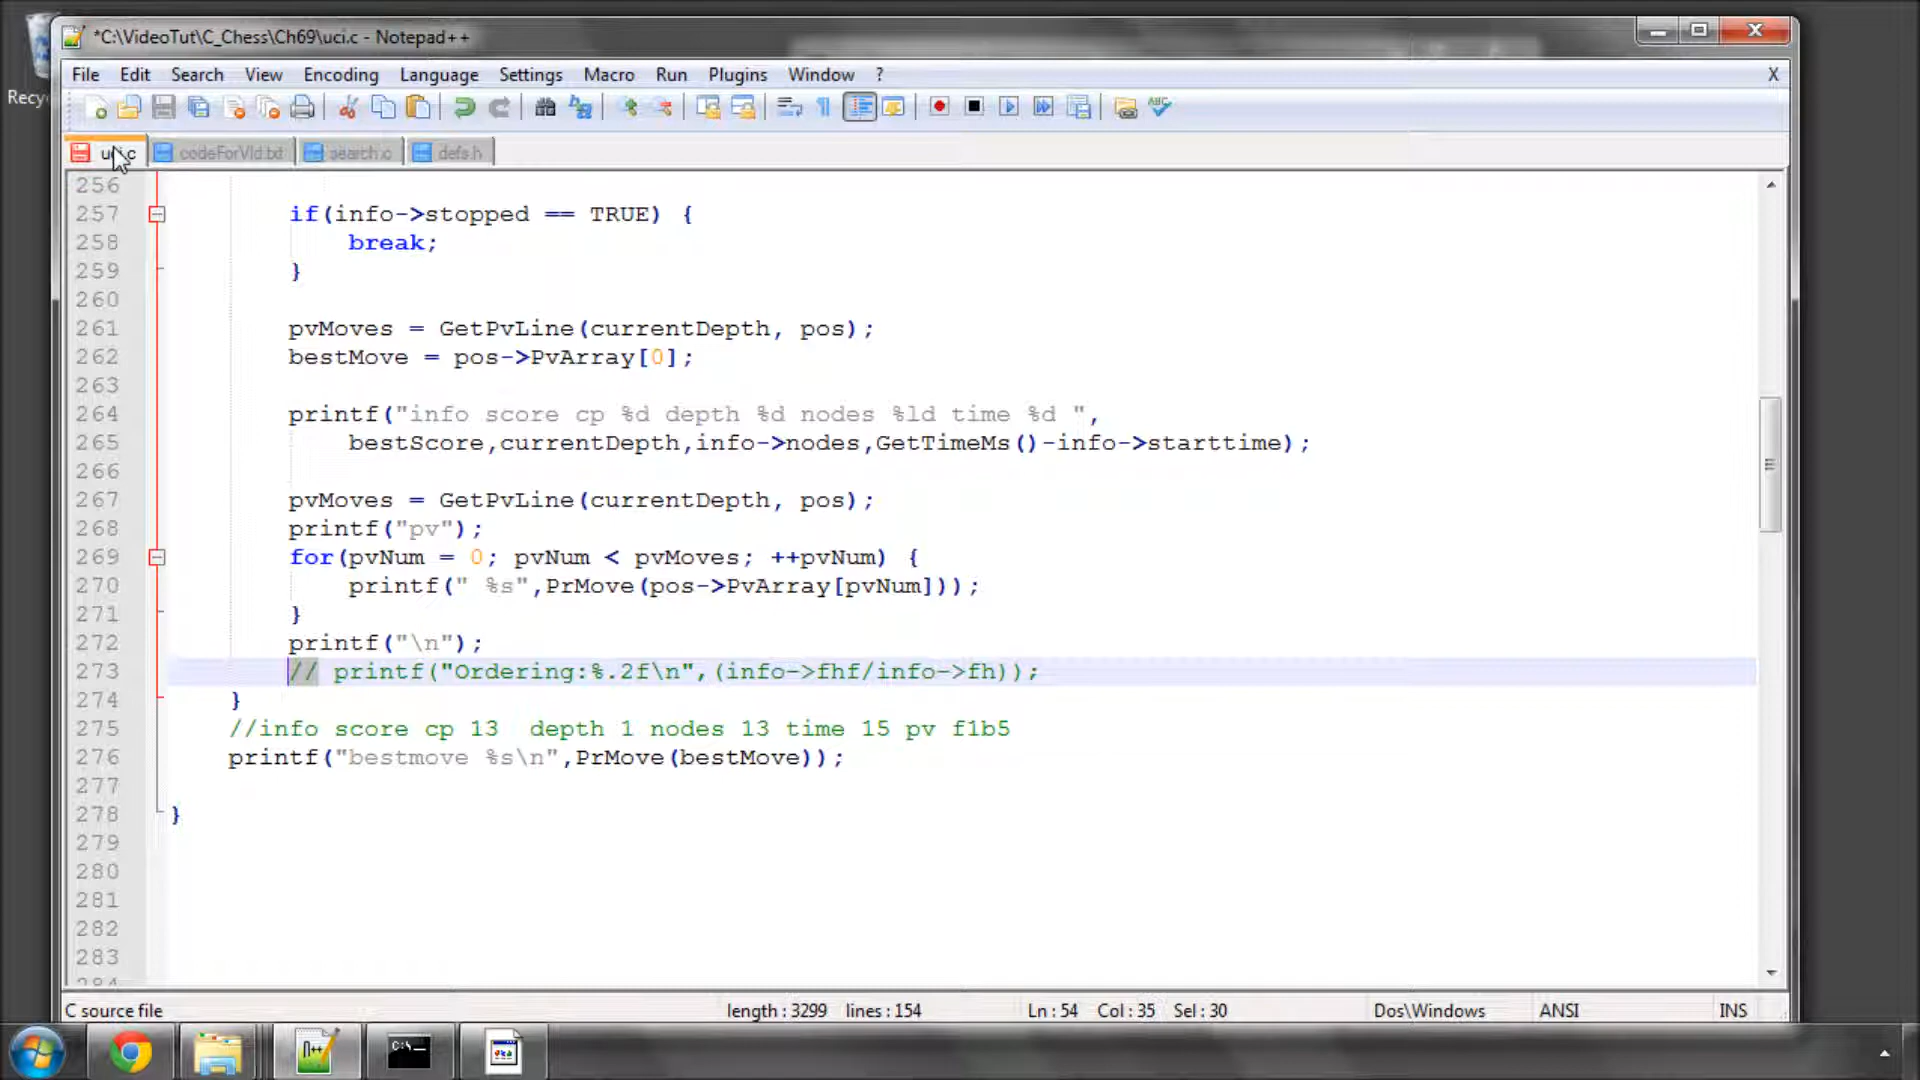 *C:\VideoTut\C_Chess\Ch69\uci.c - Notepad++
File Edit Search View Encoding Language Settings Macro Run Plugins Window ? X
uci.c codeForVid.bd search.c defs.h
256
257 if(info->stopped == TRUE) {
258 break;
259 }
260
261 pvMoves = GetPvLine(currentDepth, pos);
262 bestMove = pos->PvArray[0];
263
264 printf("info score cp %d depth %d nodes %ld time %d ",
265 bestScore,currentDepth,info->nodes,GetTimeMs()-info->starttime);
266
267 pvMoves = GetPvLine(currentDepth, pos);
268 printf("pv");
269 for(pvNum = 0; pvNum < pvMoves; ++pvNum) {
270 printf(" %s",PrMove(pos->PvArray[pvNum]));
271 }
272 printf("\n");
273 // printf("Ordering:%.2f\n",(info->fhf/info->fh));
274 }
275 //info score cp 13  depth 1 nodes 13 time 15 pv f1b5
276 printf("bestmove %s\n",PrMove(bestMove));
277
278 }
279
280
281
282
283
284
C source file length : 3299 lines : 154 Ln : 54 Col : 35 Sel : 30 Dos\Windows ANSI INS
Recy